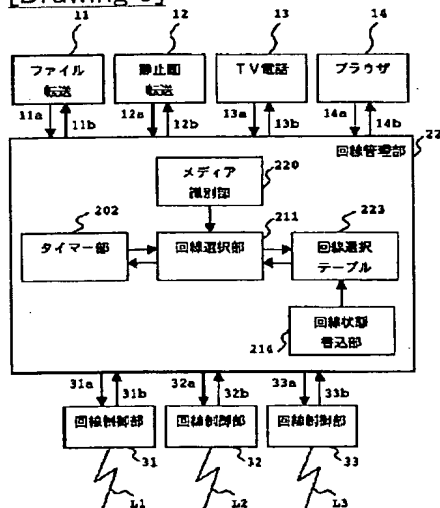 [Drawing 6]
11
12
13
14
ファイル
転送
静止画
転送
TV電話
ブラウザ
11a
11b
12a
12b
13a
13b
14a
14b
回線管理部
22
メディア
識別部
220
202
211
223
タイマー部
回線選択部
回線選択
テーブル
回線状態
書込部
214
31a
31b
32a
32b
33a
33b
回線制御部
回線制御部
回線制御部
31
32
33
L1
L2
L3